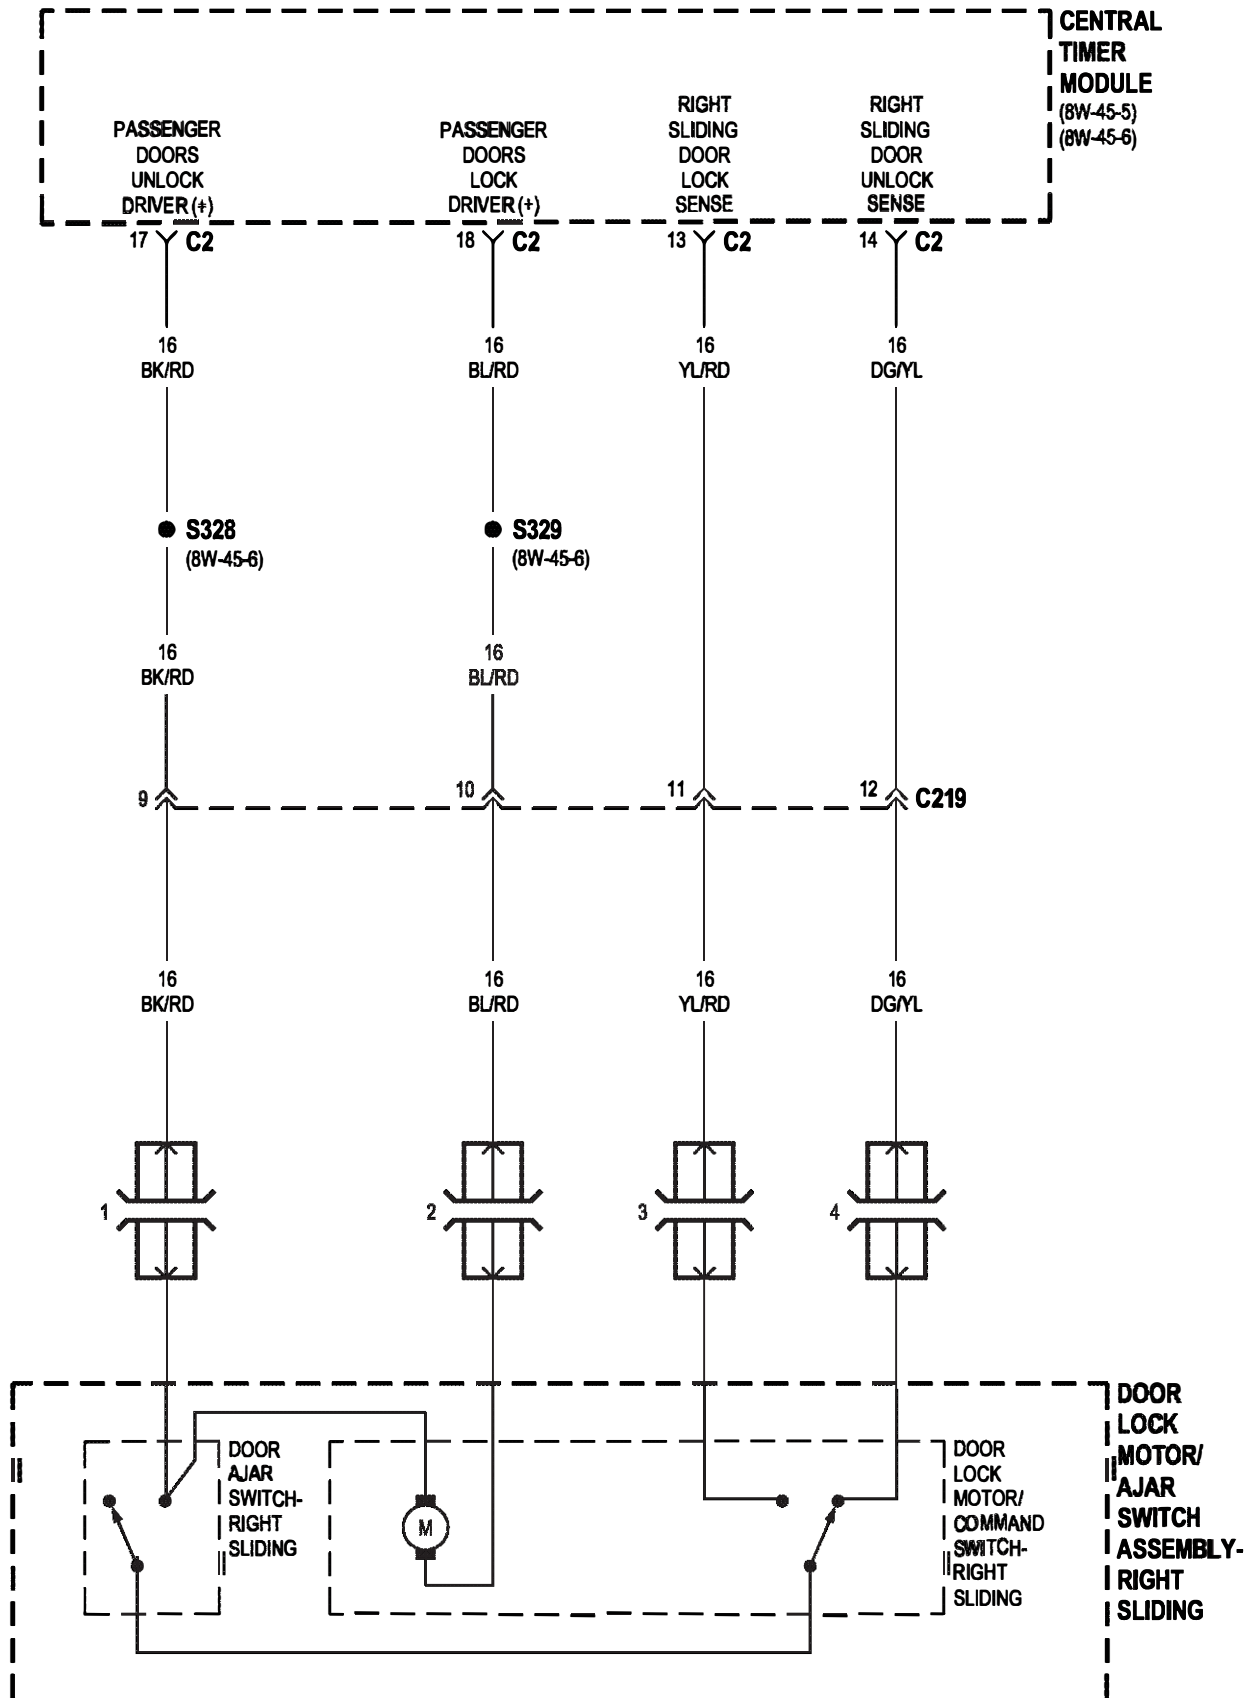 CENTRAL
TIMER
MODULE
(8W-45-5)
(8W-45-6)
PASSENGER
DOORS
UNLOCK
DRIVER (+)
PASSENGER
DOORS
LOCK
DRIVER (+)
RIGHT
SLIDING
DOOR
LOCK
SENSE
RIGHT
SLIDING
DOOR
UNLOCK
SENSE
17 C2
18 C2
13 C2
14 C2
16
BK/RD
16
BL/RD
16
YL/RD
16
DG/YL
S328
(8W-45-6)
S329
(8W-45-6)
16
BK/RD
16
BL/RD
9
10
11
12
C219
16
BK/RD
16
BL/RD
16
YL/RD
16
DG/YL
1
2
3
4
DOOR
LOCK
MOTOR/
AJAR
SWITCH
ASSEMBLY-
RIGHT
SLIDING
DOOR
AJAR
SWITCH-
RIGHT
SLIDING
M
DOOR
LOCK
MOTOR/
COMMAND
SWITCH-
RIGHT
SLIDING